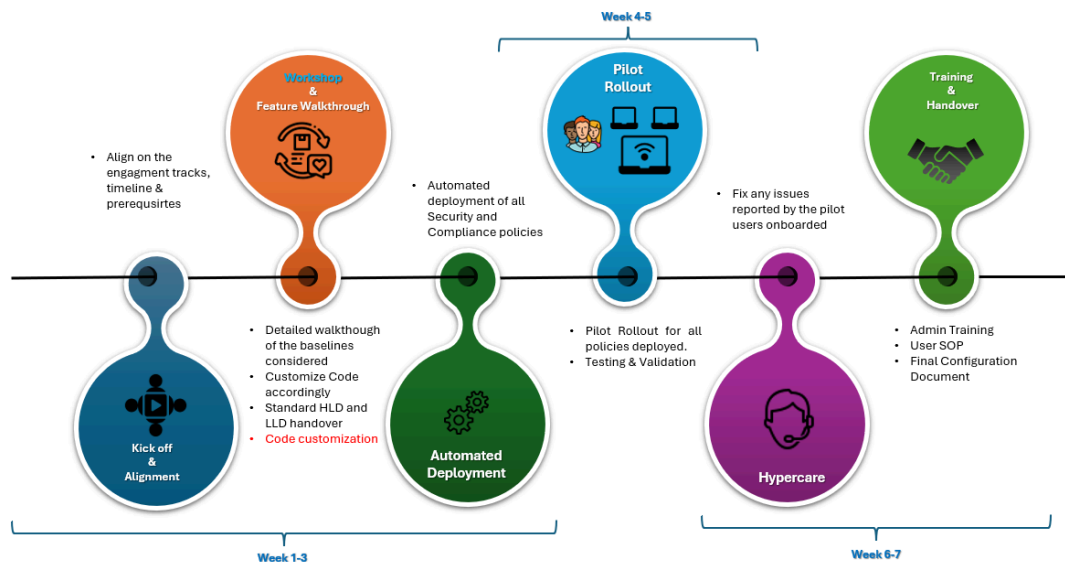 Week 4-5
Workshop
&
Feature Walkthrough
Pilot
Rollout
Training
&
Handover
• Align on the
engagment tracks,
timeline &
prerequsirtes
• Automated
deployment of all
Security and
Compliance policies
• Fix any issues
reported by the pilot
users onboarded
• Detailed walkthough
of the baselines
considered
• Customize Code
accordingly
• Standard HLD and
LLD handover
• Code customization
• Pilot Rollout for all
policies deployed.
• Testing & Validation
• Admin Training
• User SOP
• Final Configuration
Document
Kick off
&
Alignment
Automated
Deployment
Hypercare
Week 1-3
Week 6-7